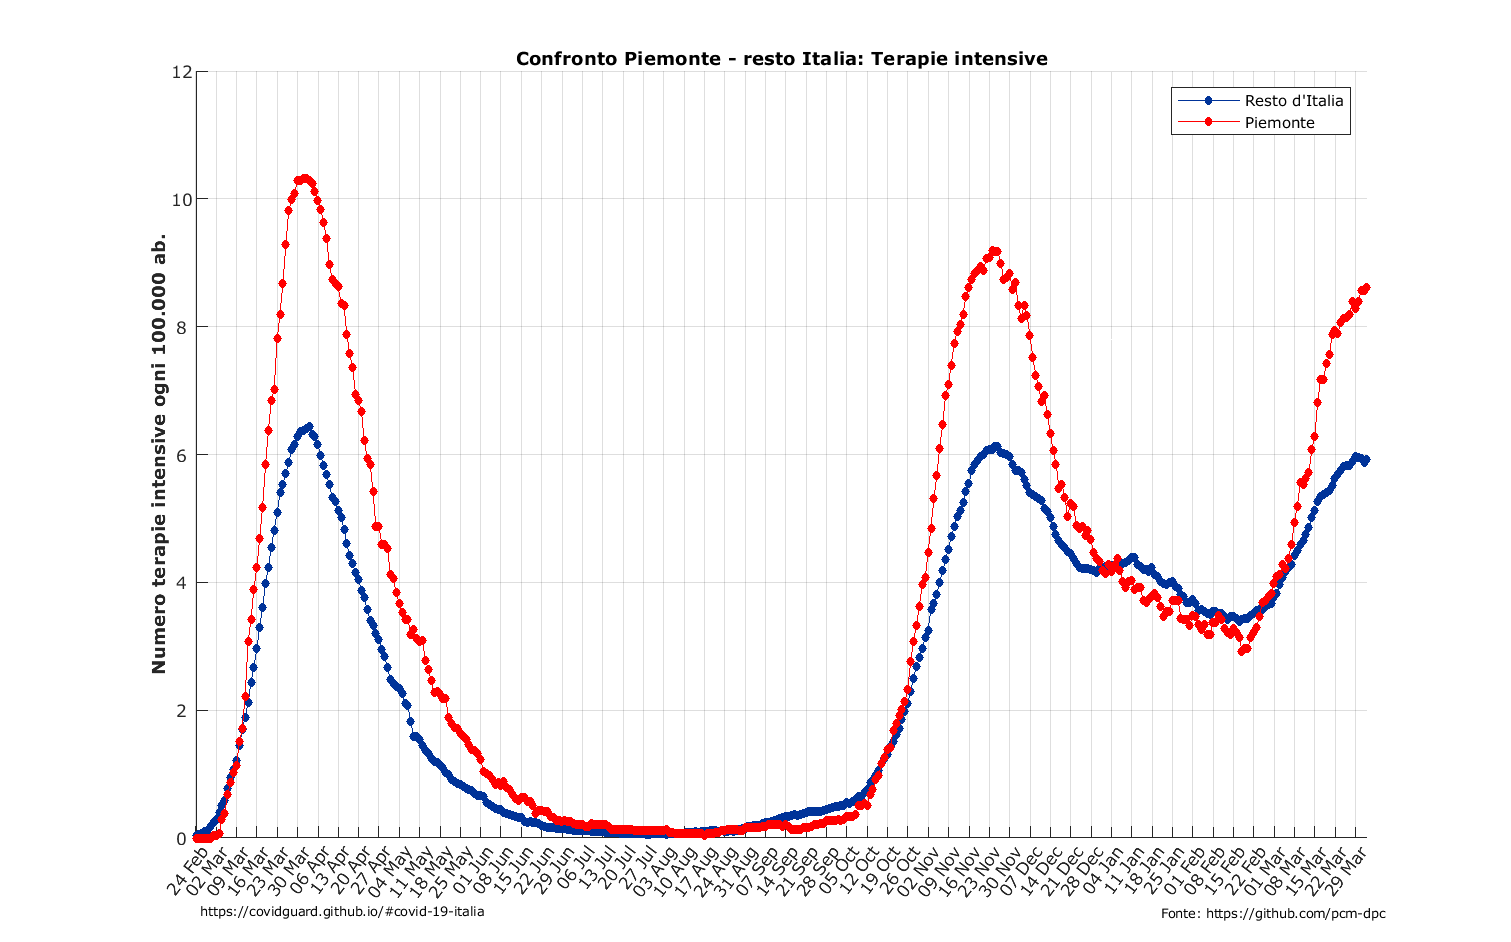 Confronto Piemonte - resto Italia: Terapie intensive
Resto d'Italia
Piemonte
Numero terapie intensive ogni 100.000 ab.
12
10
8
6
4
2
0
24 Feb
02 Mar
09 Mar
16 Mar
23 Mar
30 Mar
06 Apr
13 Apr
20 Apr
27 Apr
04 May
11 May
18 May
25 May
01 Jun
08 Jun
15 Jun
22 Jun
29 Jun
06 Jul
13 Jul
20 Jul
27 Jul
03 Aug
10 Aug
17 Aug
24 Aug
31 Aug
07 Sep
14 Sep
21 Sep
28 Sep
05 Oct
12 Oct
19 Oct
26 Oct
02 Nov
09 Nov
16 Nov
23 Nov
30 Nov
07 Dec
14 Dec
21 Dec
28 Dec
04 Jan
11 Jan
18 Jan
25 Jan
01 Feb
08 Feb
15 Feb
22 Feb
01 Mar
08 Mar
15 Mar
22 Mar
29 Mar
https://covidguard.github.io/#covid-19-italia
Fonte: https://github.com/pcm-dpc